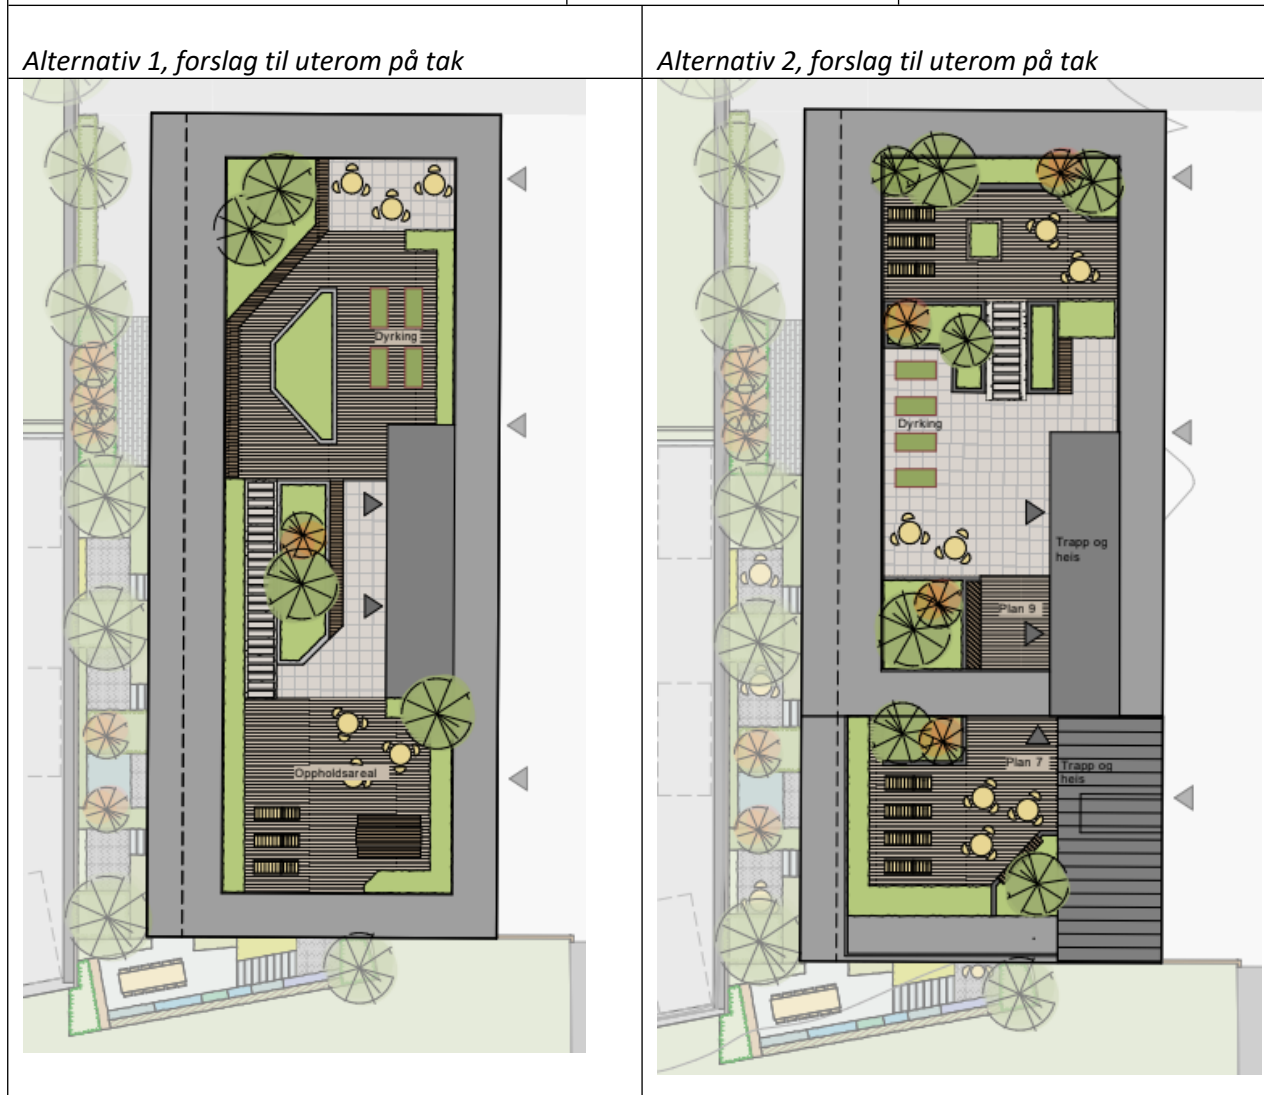 Alternativ 1, forslag til uterom på tak
Dyrking
Oppholdsareal
Alternativ 2, forslag til uterom på tak
Dyrking
Trapp og
heis
Plan 9
Plan 7
Trapp og
heis